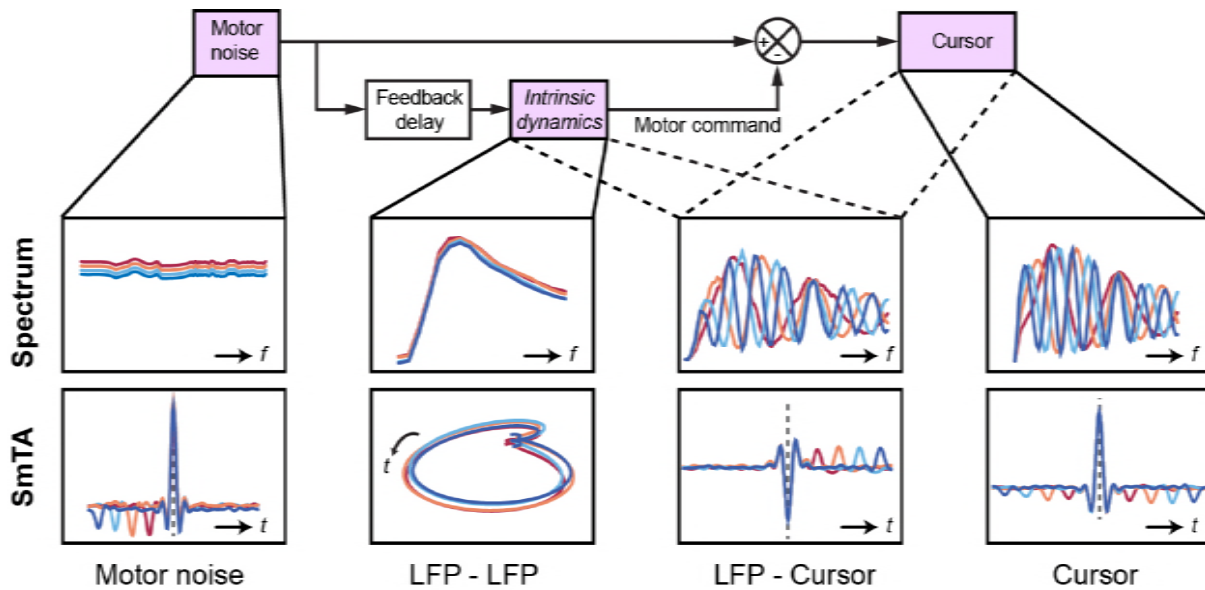 Motor
noise
+
-
Cursor
Feedback
delay
Intrinsic
dynamics
Motor command
Spectrum
f
f
f
f
SmTA
t
t
t
t
Motor noise
LFP - LFP
LFP - Cursor
Cursor